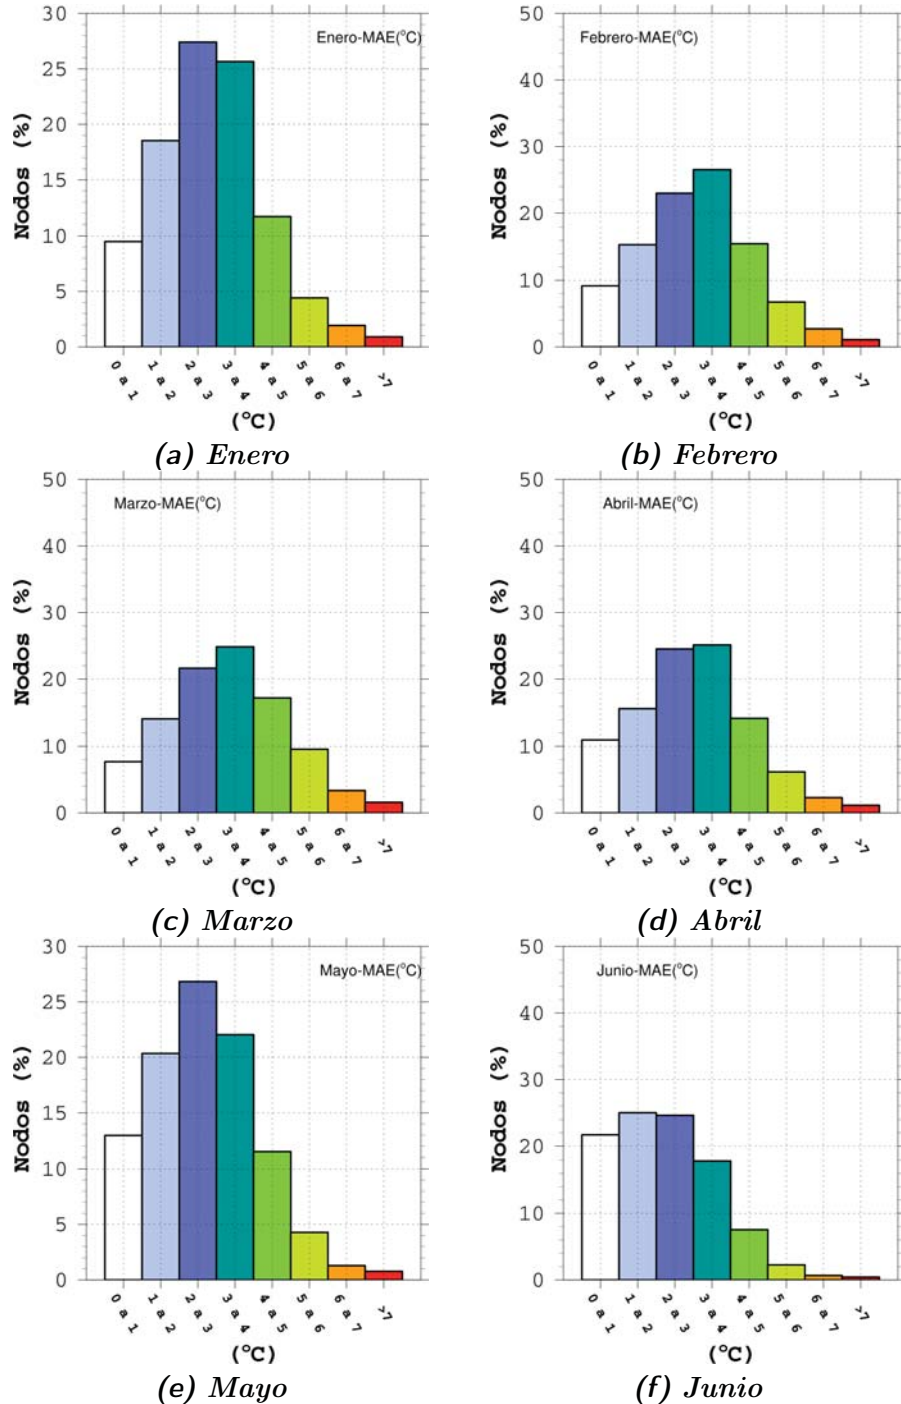 Enero-MAE(°C)
Nodos (%)
30
25
20
15
10
5
0
0 a 1
1 a 2
2 a 3
3 a 4
4 a 5
5 a 6
6 a 7
>7
(°C)
(a) Enero
Febrero-MAE(°C)
Nodos (%)
50
40
30
20
10
0
0 a 1
1 a 2
2 a 3
3 a 4
4 a 5
5 a 6
6 a 7
>7
(°C)
(b) Febrero
Marzo-MAE(°C)
Nodos (%)
50
40
30
20
10
0
0 a 1
1 a 2
2 a 3
3 a 4
4 a 5
5 a 6
6 a 7
>7
(°C)
(c) Marzo
Abril-MAE(°C)
Nodos (%)
50
40
30
20
10
0
0 a 1
1 a 2
2 a 3
3 a 4
4 a 5
5 a 6
6 a 7
>7
(°C)
(d) Abril
Mayo-MAE(°C)
Nodos (%)
30
25
20
15
10
5
0
0 a 1
1 a 2
2 a 3
3 a 4
4 a 5
5 a 6
6 a 7
>7
(°C)
(e) Mayo
Junio-MAE(°C)
Nodos (%)
50
40
30
20
10
0
0 a 1
1 a 2
2 a 3
3 a 4
4 a 5
5 a 6
6 a 7
>7
(°C)
(f) Junio